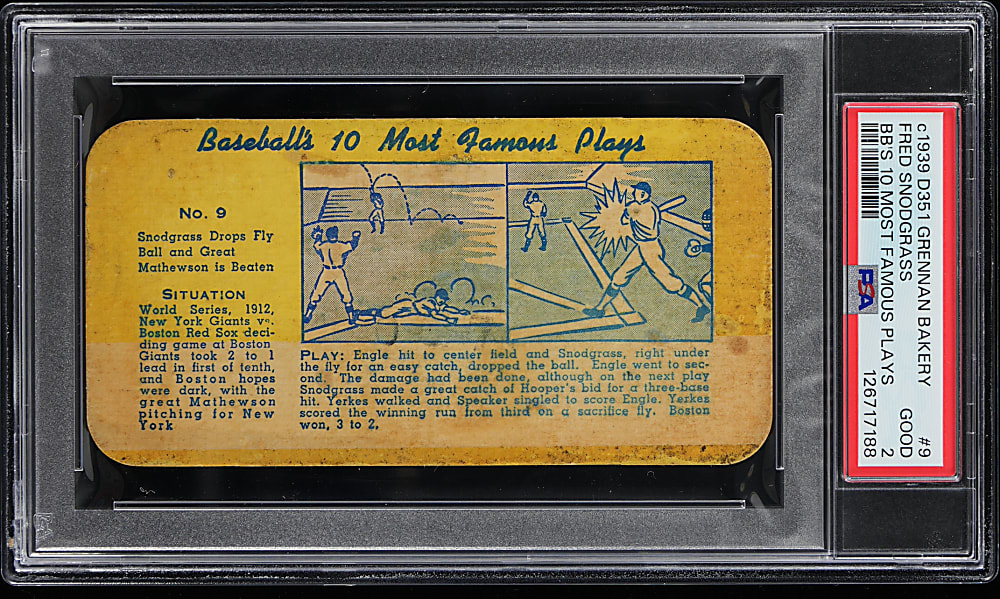 Baseball's 10 Most Famous Plays
No. 9
Snodgrass Drops Fly
Ball and Great
Mathewson is Beaten
SITUATION
World Series, 1912,
New York Giants vs.
Boston Red Sox deci-
ding game at Boston
Giants took 2 to 1
lead in first of tenth,
and Boston hopes
were dark, with the
great Mathewson
pitching for New
York
PLAY: Engle hit to center field and Snodgrass, right under
the fly for an easy catch, dropped the ball. Engle went to sec-
ond. The damage had been done, although on the next play
Snodgrass made a great catch of Hooper's bid for a three-base
hit. Yerkes walked and Speaker singled to score Engle. Yerkes
scored the winning run from third on a sacrifice fly. Boston
won, 3 to 2.
c1939 D351 GRENNAN BAKERY #9
FRED SNODGRASS GOOD
BB'S 10 MOST FAMOUS PLAYS 2
12671718​8
PSA